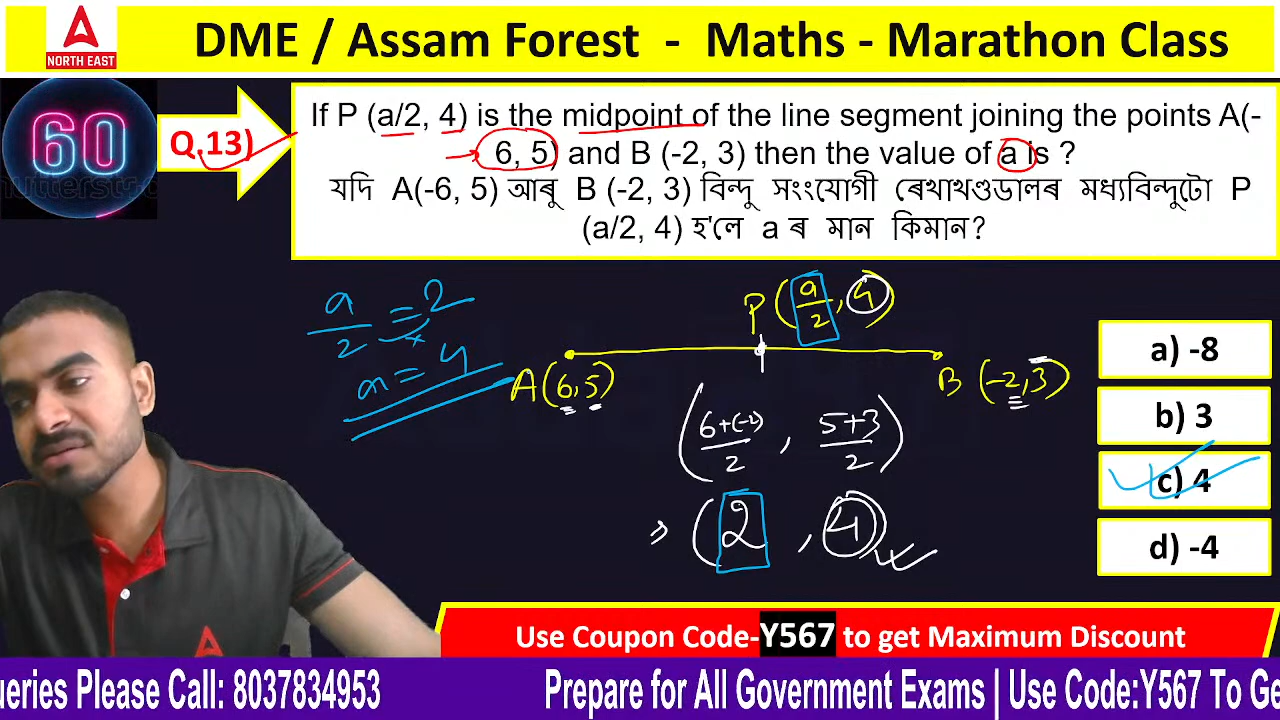 DME / Assam Forest - Maths - Marathon Class
NORTH EAST
60
Q.13)
If P (a/2, 4) is the midpoint of the line segment joining the points A(-
6, 5) and B (-2, 3) then the value of a is ?
যদি A(-6, 5) আৰু B (-2, 3) বিন্দু সংযোগী ৰেখাখণ্ডডালৰ মধ্যবিন্দুটো P
(a/2, 4) হ'লে a ৰ মান কিমান?
a/2 = 2
= 4
P (a/2, 4)
A (6, 5)
B (-2, 3)
(6+(-2)/2 , 5+3/2)
⇒ (2 , 4)
a) -8
b) 3
c) 4
d) -4
Use Coupon Code-Y567 to get Maximum Discount
ueries Please Call: 8037834953
Prepare for All Government Exams | Use Code:Y567 To Ge